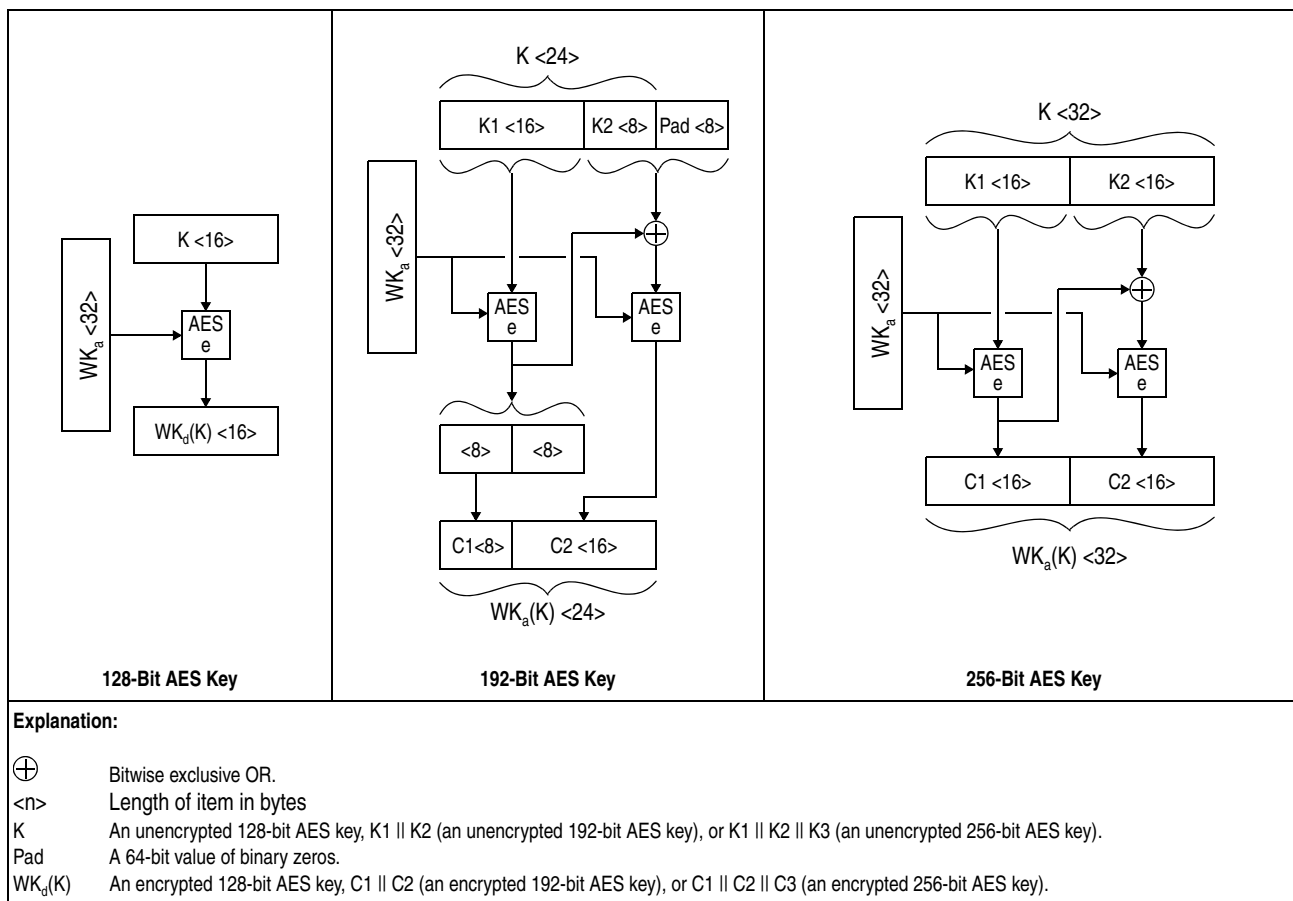 K <16>
WKₐ <32>
AES
e
WK_d(K) <16>
128-Bit AES Key
K <24>
K1 <16> K2 <8> Pad <8>
WKₐ <32>
AES
e
AES
e
<8> <8>
C1<8> C2 <16>
WKₐ(K) <24>
192-Bit AES Key
K <32>
K1 <16> K2 <16>
WKₐ <32>
AES
e
AES
e
C1 <16> C2 <16>
WKₐ(K) <32>
256-Bit AES Key
Explanation:
⊕ Bitwise exclusive OR.
<n> Length of item in bytes
K An unencrypted 128-bit AES key, K1 || K2 (an unencrypted 192-bit AES key), or K1 || K2 || K3 (an unencrypted 256-bit AES key).
Pad A 64-bit value of binary zeros.
WK_d(K) An encrypted 128-bit AES key, C1 || C2 (an encrypted 192-bit AES key), or C1 || C2 || C3 (an encrypted 256-bit AES key).